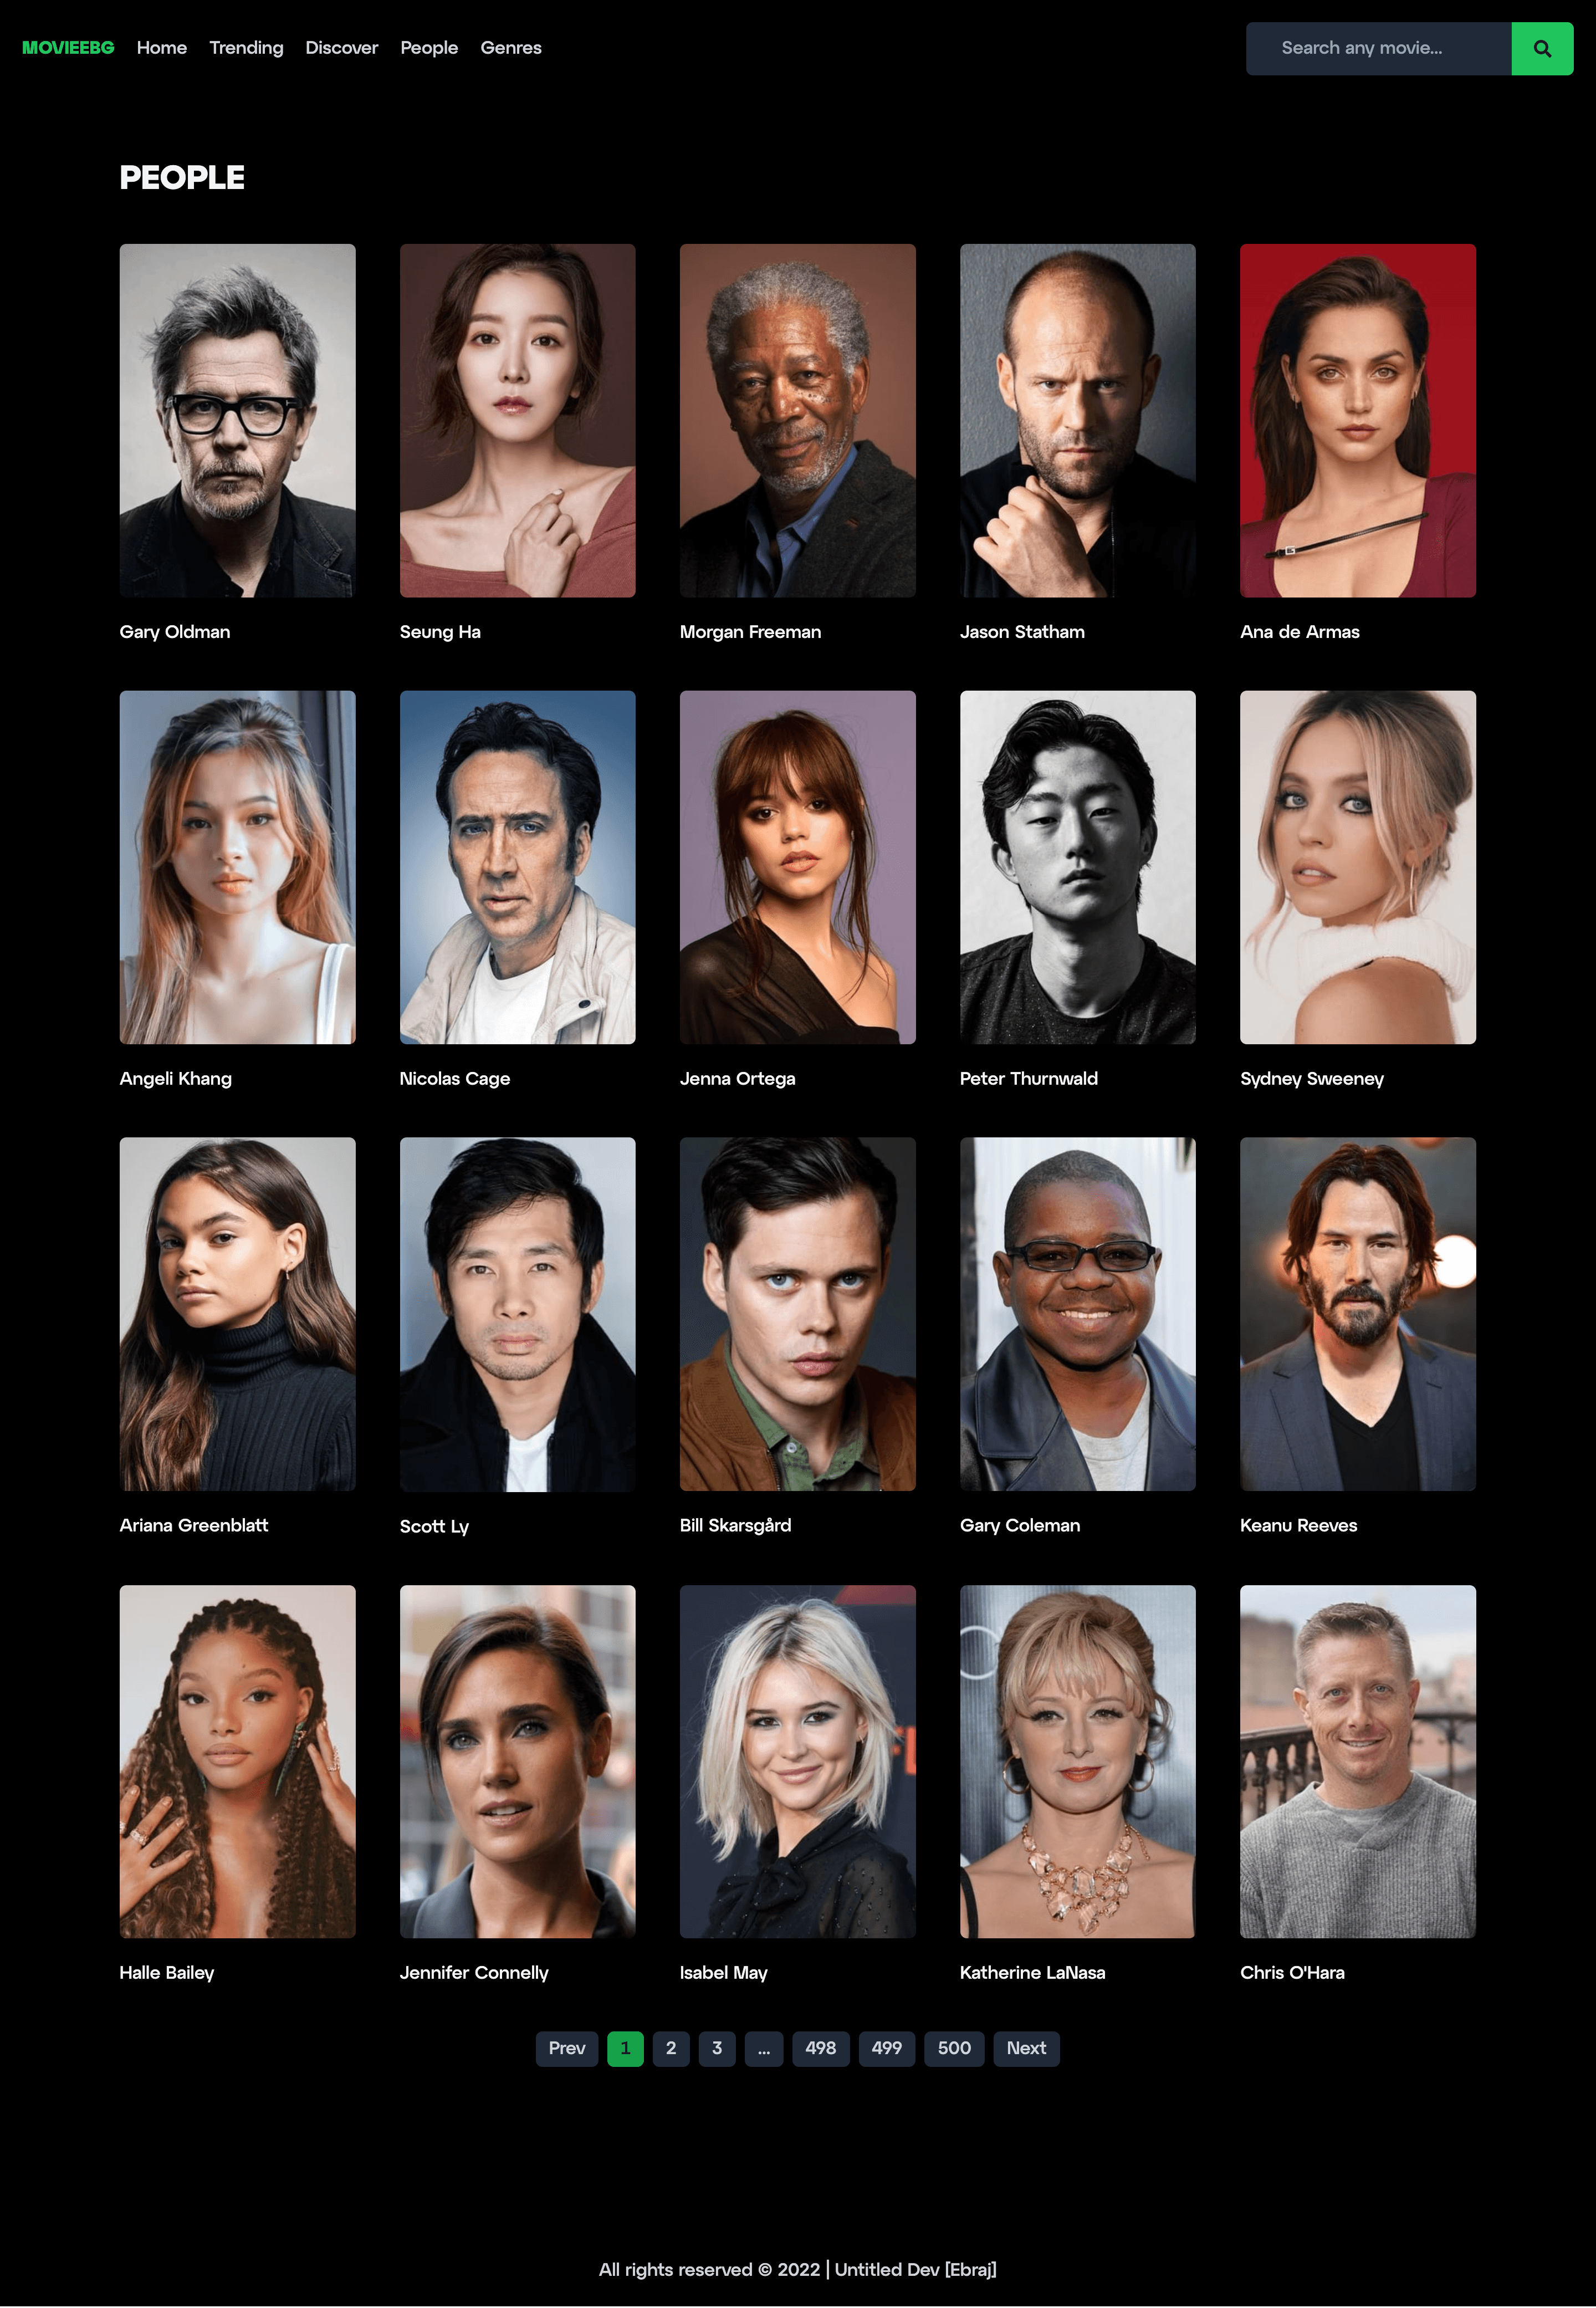 MOVIEEBG Home Trending Discover People Genres Search any movie...
PEOPLE
Gary Oldman Seung Ha Morgan Freeman Jason Statham Ana de Armas
Angeli Khang Nicolas Cage Jenna Ortega Peter Thurnwald Sydney Sweeney
Ariana Greenblatt Scott Ly Bill Skarsgård Gary Coleman Keanu Reeves
Halle Bailey Jennifer Connelly Isabel May Katherine LaNasa Chris O'Hara
Prev 1 2 3 ... 498 499 500 Next
All rights reserved © 2022 | Untitled Dev [Ebraj]